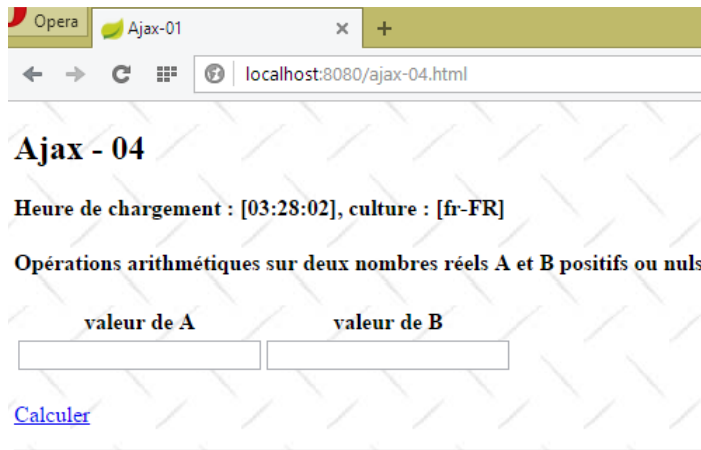 Opera
Ajax-01
localhost:8080/ajax-04.html
Ajax - 04
Heure de chargement : [03:28:02], culture : [fr-FR]
Opérations arithmétiques sur deux nombres réels A et B positifs ou nuls
valeur de A valeur de B
Calculer